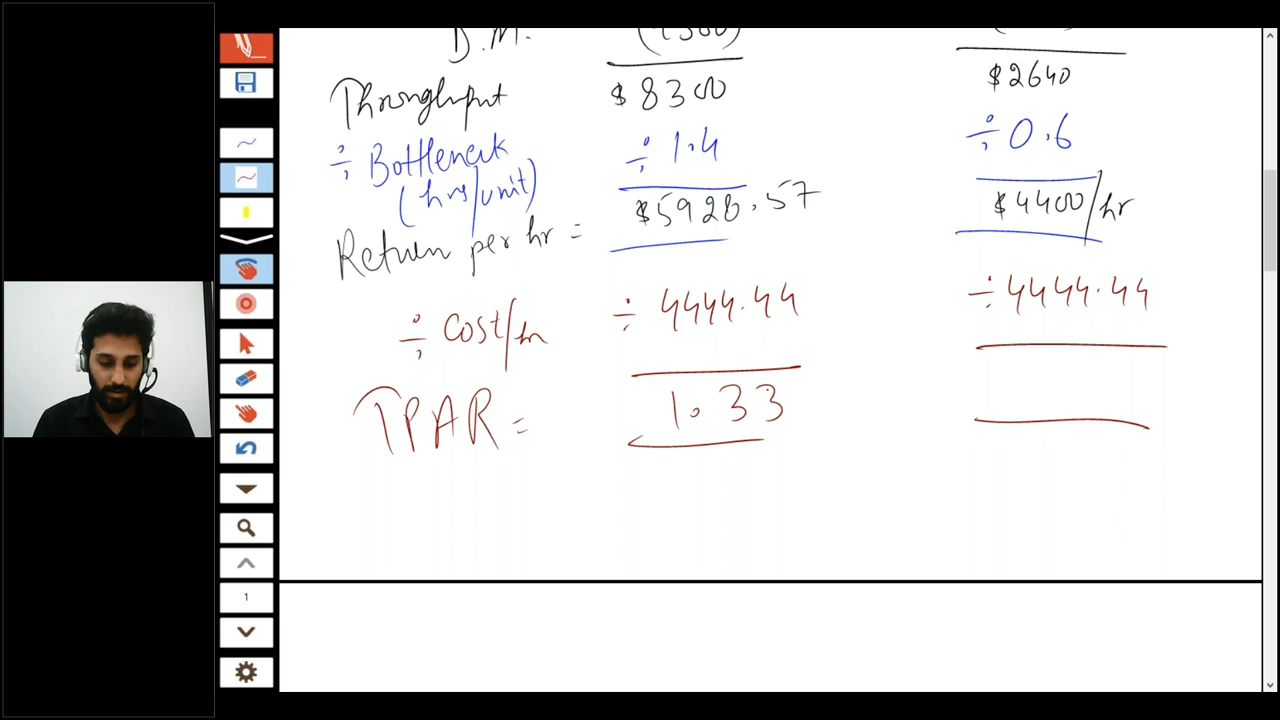 D.M.
Throughput $ 8300 $2640
÷ Bottleneck ÷ 1.4 ÷ 0.6
(hrs/unit)
Return per hr = $5928.57 $4400/hr
÷ Cost/hr ÷ 4444.44 ÷ 4444.44
TPAR = 1.33
1